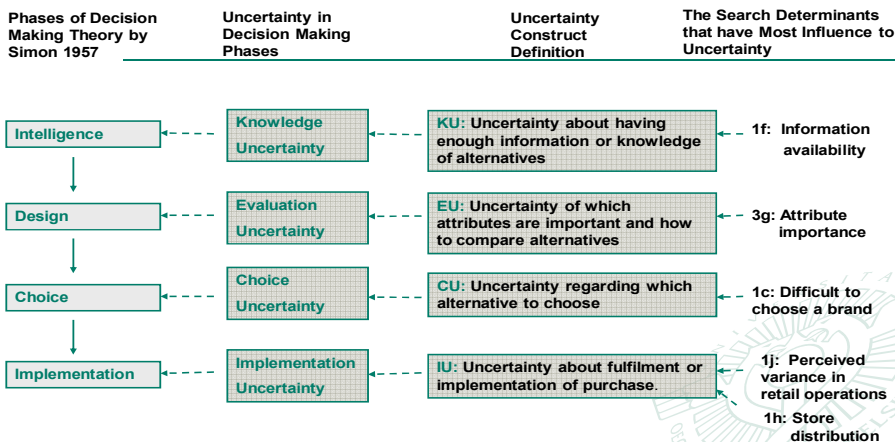 Phases of Decision
Making Theory by
Simon 1957
Uncertainty in
Decision Making
Phases
Uncertainty
Construct
Definition
The Search Determinants
that have Most Influence to
Uncertainty
Intelligence
Knowledge
Uncertainty
KU: Uncertainty about having
enough information or knowledge
of alternatives
1f: Information
availability
Design
Evaluation
Uncertainty
EU: Uncertainty of which
attributes are important and how
to compare alternatives
3g: Attribute
importance
Choice
Choice
Uncertainty
CU: Uncertainty regarding which
alternative to choose
1c: Difficult to
choose a brand
Implementation
Implementation
Uncertainty
IU: Uncertainty about fulfilment or
implementation of purchase.
1j: Perceived
variance in
retail operations
1h: Store
distribution